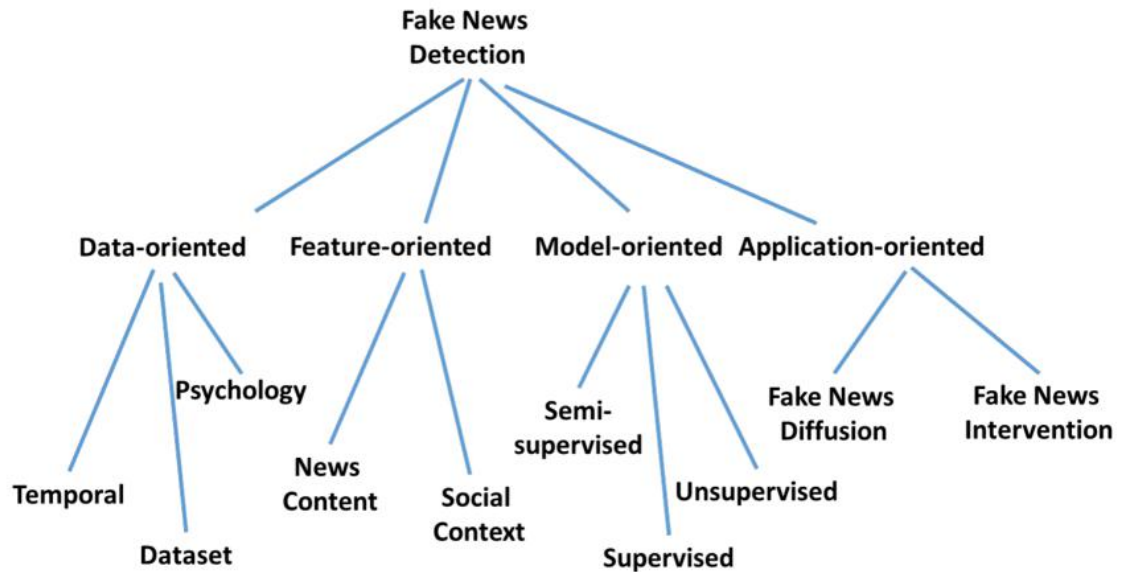 Fake News
Detection
Data-oriented
Feature-oriented
Model-oriented
Application-oriented
Psychology
Temporal
Dataset
News
Content
Social
Context
Semi-
supervised
Unsupervised
Supervised
Fake News
Diffusion
Fake News
Intervention